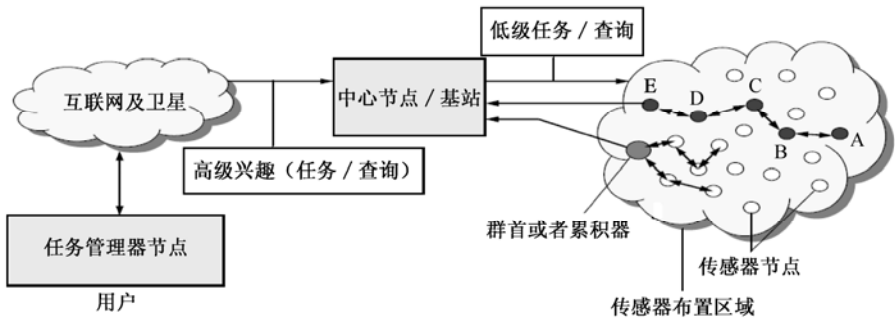 低级任务/查询
互联网及卫星
中心节点/基站
E
D
C
B
A
高级兴趣（任务/查询）
群首或者累积器
任务管理器节点
传感器节点
用户
传感器布置区域